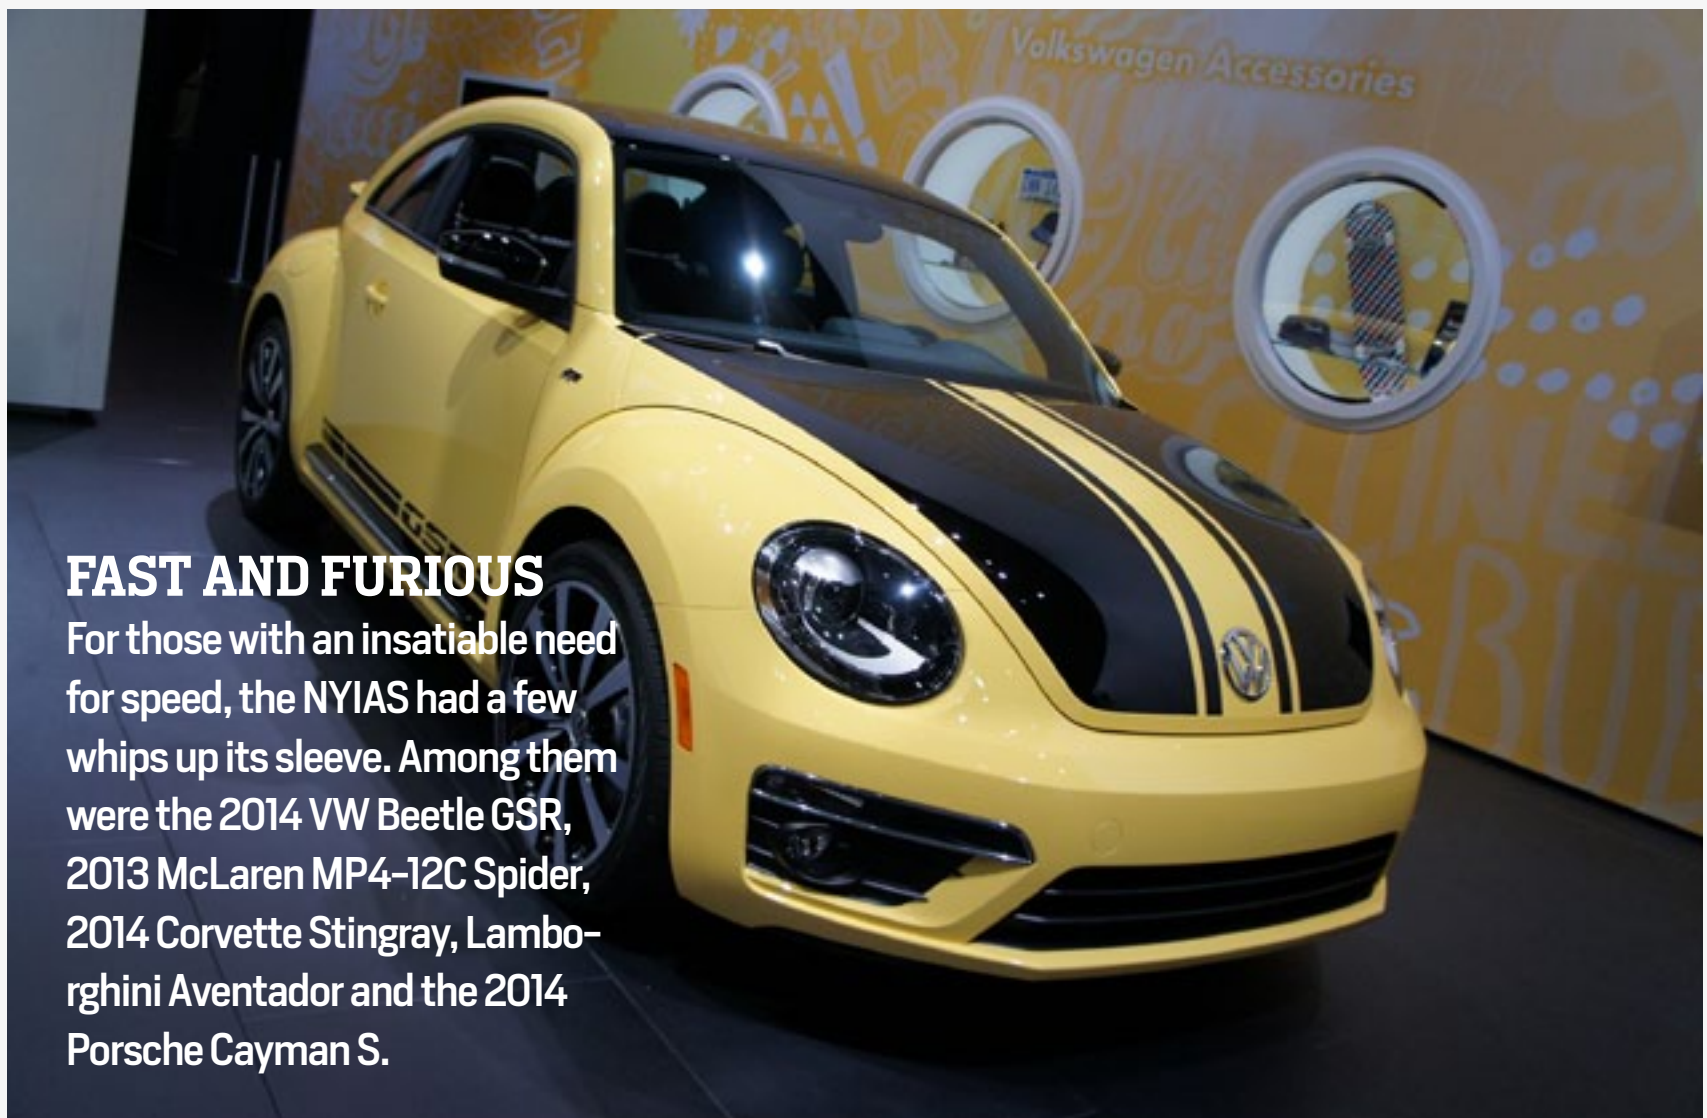 Volkswagen Accessories
GSR
FAST AND FURIOUS
For those with an insatiable need
for speed, the NYIAS had a few
whips up its sleeve. Among them
were the 2014 VW Beetle GSR,
2013 McLaren MP4-12C Spider,
2014 Corvette Stingray, Lambo-
rghini Aventador and the 2014
Porsche Cayman S.